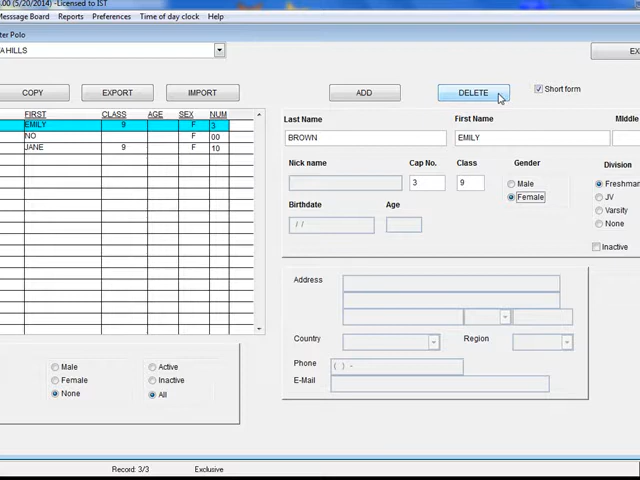 .00 (5/20/2014) -Licensed to IST
Message Board Reports Preferences Time of day clock Help
ter Polo
A HILLS
EX
COPY EXPORT IMPORT ADD DELETE Short form
FIRST CLASS AGE SEX NUM
EMILY 9 F 3
NO F 00
JANE 9 F 10
Last Name First Name Middle
BROWN EMILY
Nick name Cap No. Class Gender Division
3 9 Male Freshman
Female JV
Birthdate Age Varsity
/ / None
Inactive
Address
Country Region
Phone ( ) -
E-Mail
Male Active
Female Inactive
None All
Record: 3/3 Exclusive